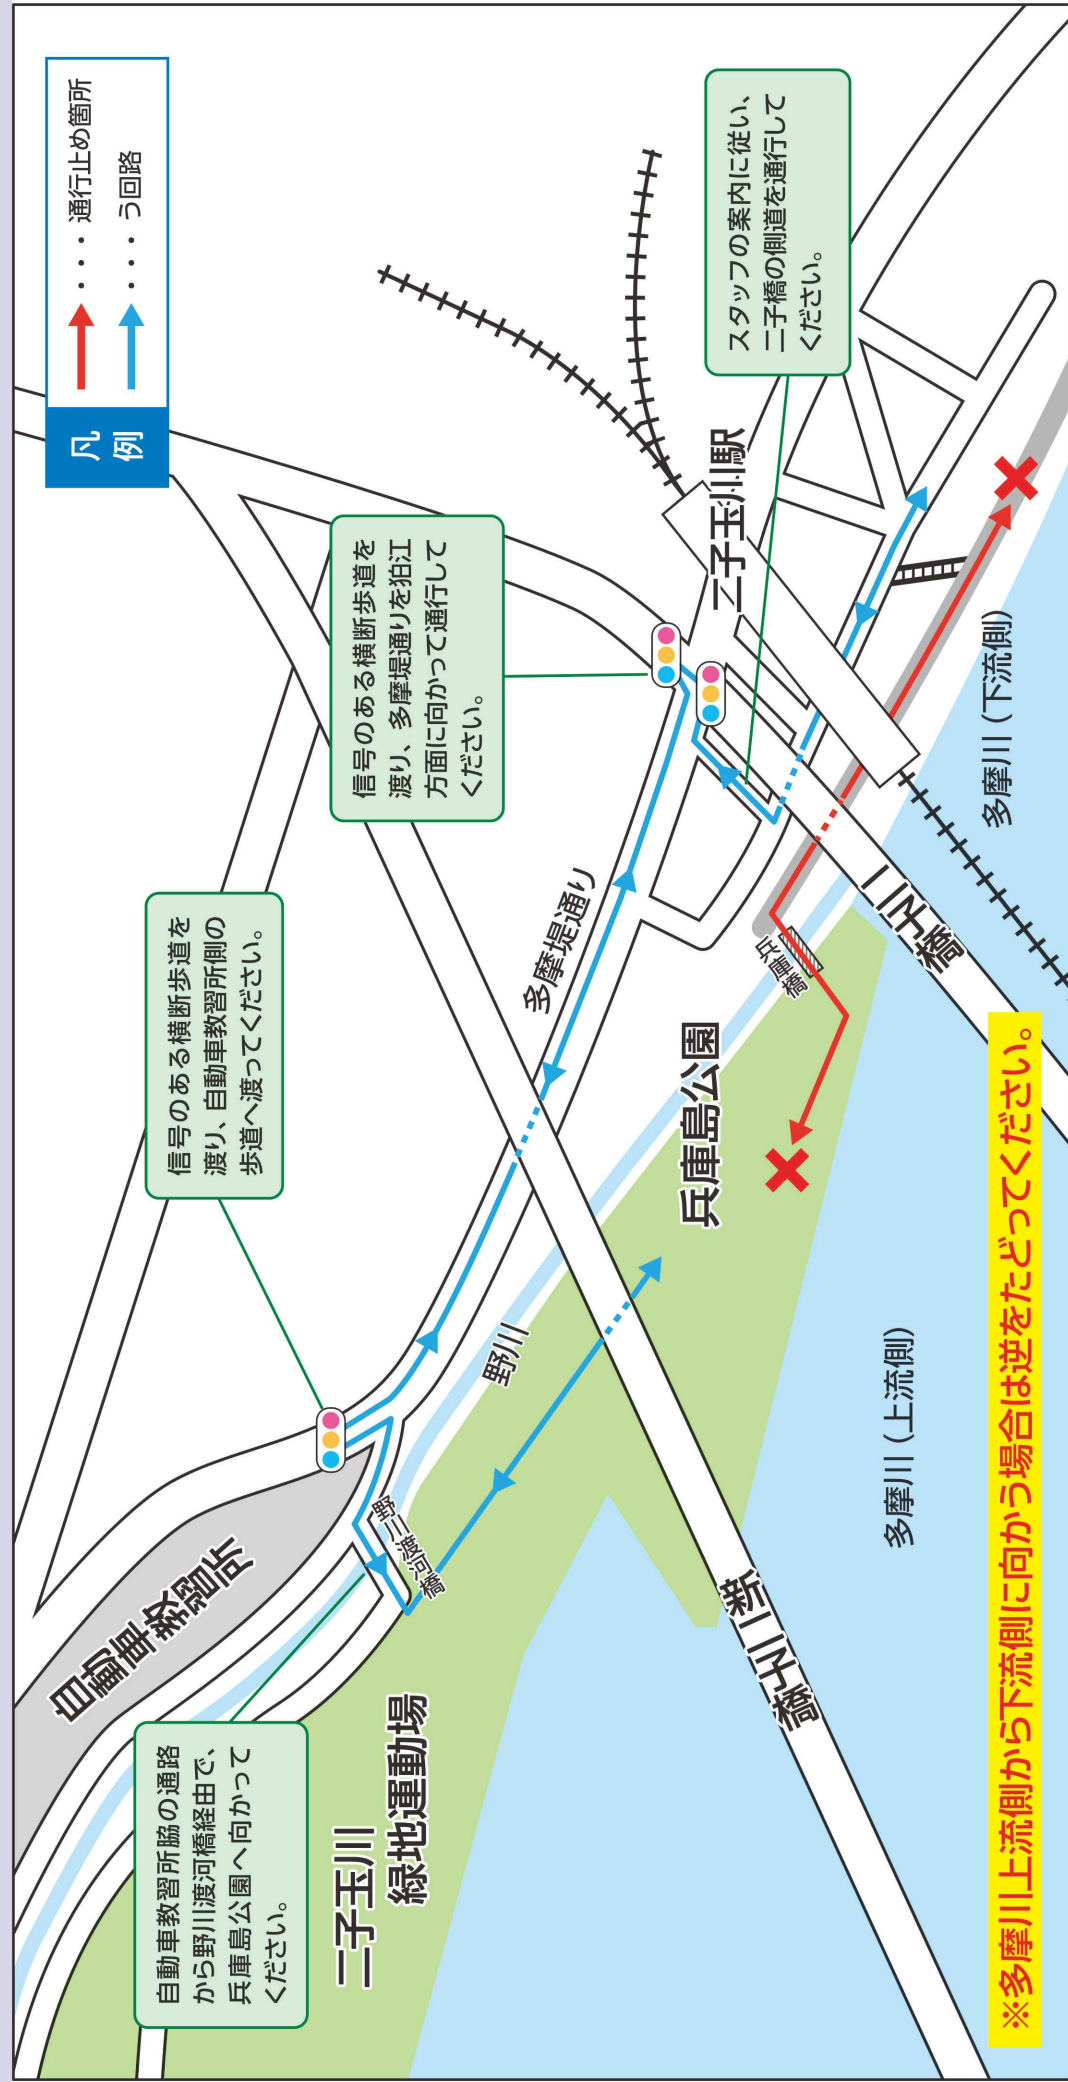 凡例
・・・通行止め箇所
・・・う回路
自動車教習所脇の通路
から野川渡河橋経由で、
兵庫島公園へ向かって
ください。
信号のある横断歩道を
渡り、自動車教習所側の
歩道へ渡ってください。
信号のある横断歩道を
渡り、多摩堤通りを狛江
方面に向かって通行して
ください。
スタッフの案内に従い、
二子橋の側道を通行して
ください。
自動車教習所
二子玉川
緑地運動場
野川渡河橋
野川
多摩堤通り
兵庫島公園
兵庫橋
二子玉川駅
二子橋
新二子橋
多摩川(上流側)
多摩川(下流側)
※多摩川上流側から下流側に向かう場合は逆をたどってください。